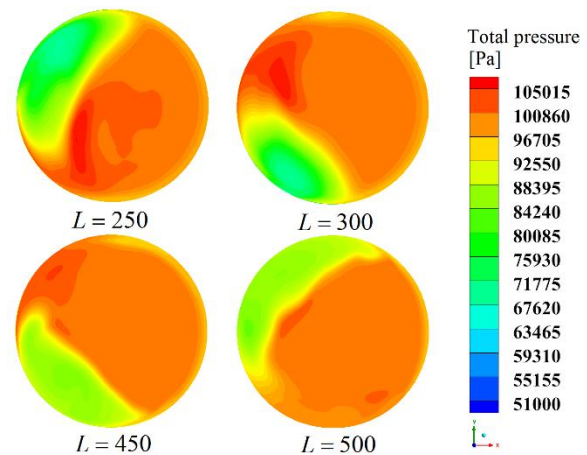 Total pressure
[Pa]
105015
100860
96705
92550
88395
84240
80085
75930
71775
67620
63465
59310
55155
51000
L = 250
L = 300
L = 450
L = 500
Y
X